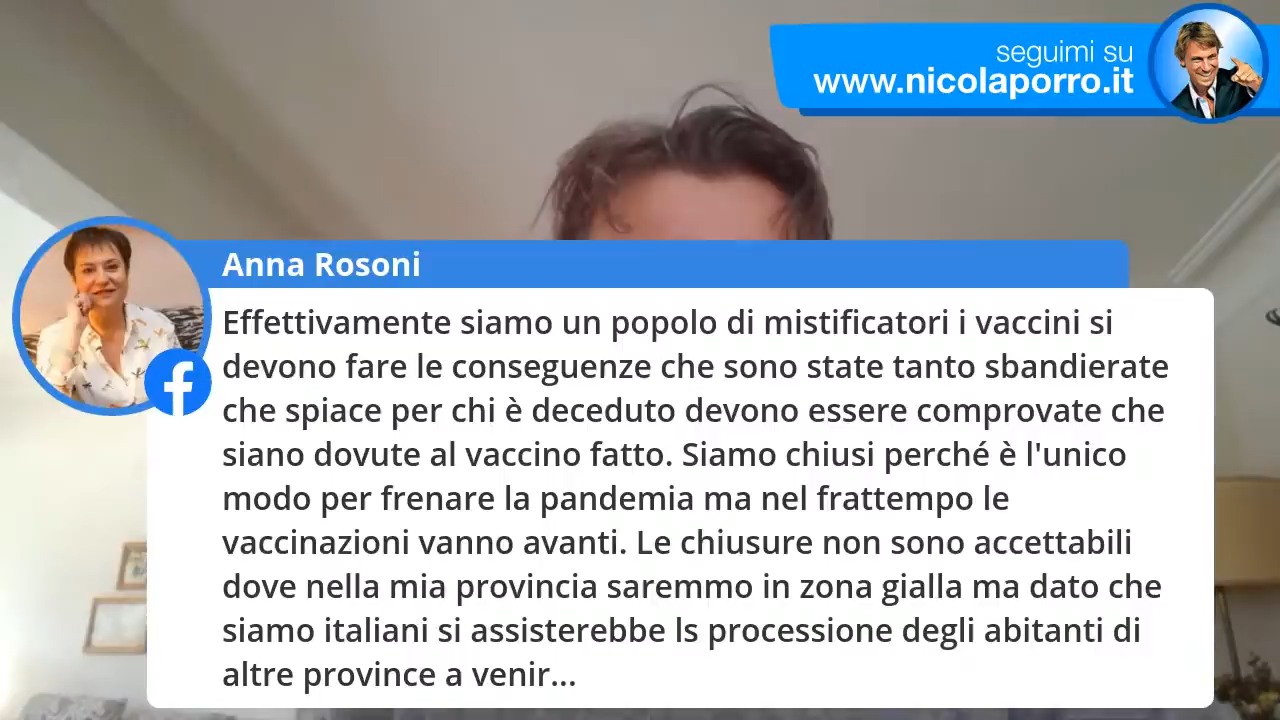 seguimi su
www.nicolaporro.it
Anna Rosoni
Effettivamente siamo un popolo di mistificatori i vaccini si
devono fare le conseguenze che sono state tanto sbandierate
che spiace per chi è deceduto devono essere comprovate che
siano dovute al vaccino fatto. Siamo chiusi perché è l'unico
modo per frenare la pandemia ma nel frattempo le
vaccinazioni vanno avanti. Le chiusure non sono accettabili
dove nella mia provincia saremmo in zona gialla ma dato che
siamo italiani si assisterebbe ls processione degli abitanti di
altre province a venir...